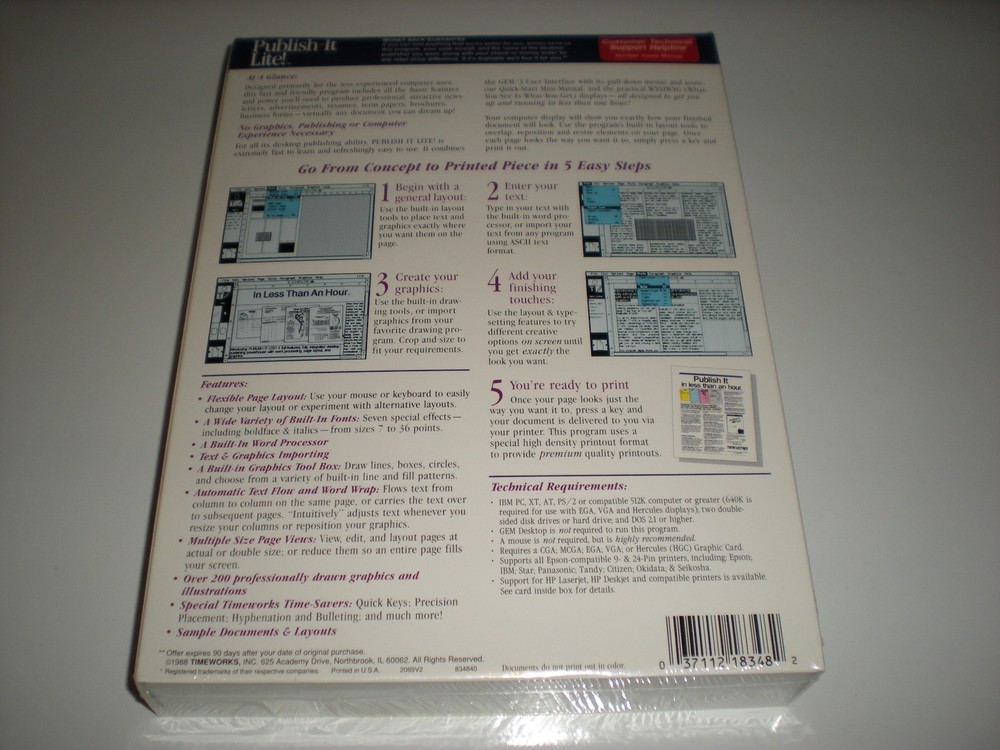 Publish It
Lite!
MONEY BACK GUARANTEE
Customer Technical
Support Helpline
At A Glance:
Designed primarily for the less experienced computer user,
this fast and friendly program includes all the basic features
and power you'll need to produce professional, attractive news-
letters, advertisements, resumes, term papers, brochures,
business forms—virtually any document you can dream up!
No Graphics, Publishing or Computer
Experience Necessary
For all its desktop publishing ability, PUBLISH IT LITE! is
extremely fast to learn and refreshingly easy to use. It combines
the GEM/3 User Interface with its pull-down menus and icons,
our Quick-Start Mini-Manual, and the practical WYSIWYG (What-
You-See-Is-What-You-Get) displays—all designed to get you
up and running in less than one hour!
Your computer display will show you exactly how your finished
document will look. Use the program's built-in layout tools to
overlap, reposition and resize elements on your page. Once
each page looks the way you want it to, simply press a key and
print it out.
Go From Concept to Printed Piece in 5 Easy Steps
1 Begin with a
general layout:
Use the built-in layout
tools to place text and
graphics exactly where
you want them on the
page.
2 Enter your
text:
Type in your text with
the built-in word pro-
cessor, or import your
text from any program
using ASCII text
format.
in Less Than An Hour.
3 Create your
graphics:
Use the built-in draw-
ing tools, or import
graphics from your
favorite drawing pro-
gram. Crop and size to
fit your requirements.
4 Add your
finishing
touches:
Use the layout & type-
setting features to try
different creative
options on screen until
you get exactly the
look you want.
Features:
• Flexible Page Layout: Use your mouse or keyboard to easily
change your layout or experiment with alternative layouts.
• A Wide Variety of Built-In Fonts: Seven special effects—
including boldface & italics—from sizes 7 to 36 points.
• A Built-In Word Processor
• Text & Graphics Importing
• A Built-in Graphics Tool Box: Draw lines, boxes, circles,
and choose from a variety of built-in line and fill patterns.
• Automatic Text Flow and Word Wrap: Flows text from
column to column on the same page, or carries the text over
to subsequent pages. "Intuitively" adjusts text whenever you
resize your columns or reposition your graphics.
• Multiple Size Page Views: View, edit, and layout pages at
actual or double size; or reduce them so an entire page fills
your screen.
• Over 200 professionally drawn graphics and
illustrations
• Special Timeworks Time-Savers: Quick Keys; Precision
Placement; Hyphenation and Bulleting; and much more!
• Sample Documents & Layouts
5 You're ready to print
Once your page looks just the
way you want it to, press a key and
your document is delivered to you via
your printer. This program uses a
special high density printout format
to provide premium quality printouts.
Publish It
in less than an hour
Technical Requirements:
• IBM PC, XT, AT, PS/2 or compatible 512K computer or greater (640K is
required for use with EGA, VGA and Hercules displays); two double-
sided disk drives or hard drive; and DOS 2.1 or higher.
• GEM Desktop is not required to run this program.
• A mouse is not required, but is highly recommended.
• Requires a CGA; MCGA; EGA; VGA; or Hercules (HGC) Graphic Card.
• Supports all Epson-compatible 9- & 24-Pin printers, including; Epson;
IBM; Star; Panasonic; Tandy; Citizen; Okidata; & Seikosha.
• Support for HP Laserjet, HP Deskjet and compatible printers is available.
See card inside box for details.
** Offer expires 90 days after your date of original purchase.
©1988 TIMEWORKS, INC. 625 Academy Drive, Northbrook, IL 60062. All Rights Reserved.
* Registered trademarks of their respective companies. Printed in U.S.A. 2089V2 834840
Documents do not print out in color.
0 37112 18348 2